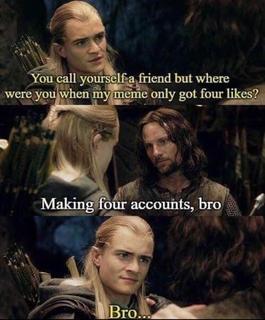 You call yourself a friend but where
were you when my meme only got four likes?
Making four accounts, bro
Bro...